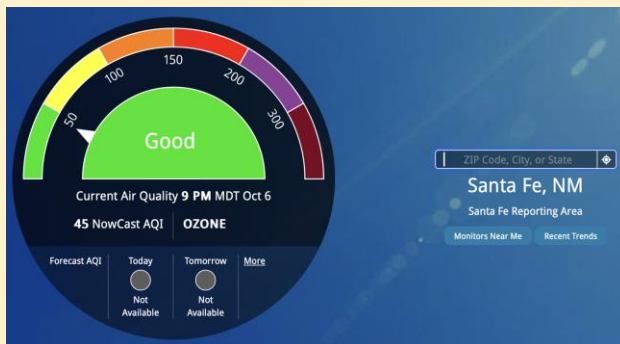 50
100
150
200
300
Good
Current Air Quality 9 PM MDT Oct 6
45 NowCast AQI OZONE
Forecast AQI Today Tomorrow More
Not Available Not Available
ZIP Code, City, or State
Santa Fe, NM
Santa Fe Reporting Area
Monitors Near Me Recent Trends